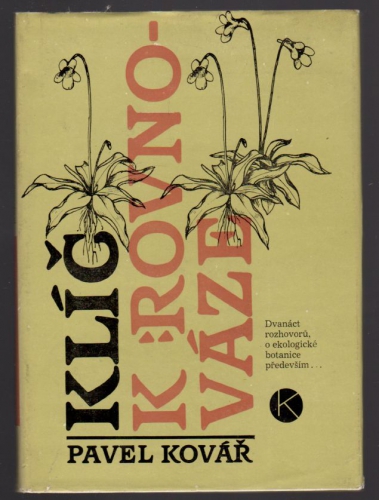 KLÍČ
K ROVNO-
VÁZE
Dvanáct
rozhovorů,
o ekologické
botanice
především...
K
PAVEL KOVÁŘ